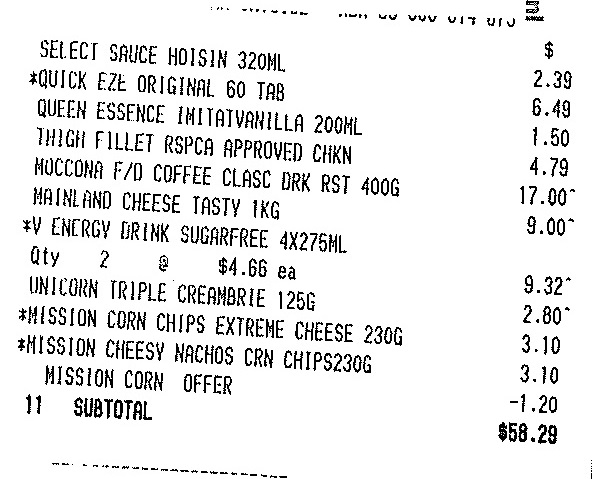 $
SELECT SAUCE HOISIN 320ML 2.39
*QUICK EZE ORIGINAL 60 TAB 6.49
QUEEN ESSENCE IMITATVANILLA 200ML 1.50
THIGH FILLET RSPCA APPROVED CHKN 4.79
MOCCONA F/D COFFEE CLASC DRK RST 400G 17.00^
MAINLAND CHEESE TASTY 1KG 9.00^
*V ENERGY DRINK SUGARFREE 4X275ML
Qty 2 @ $4.66 ea 9.32^
UNICORN TRIPLE CREAMBRIE 125G 2.80^
*MISSION CORN CHIPS EXTREME CHEESE 230G 3.10
*MISSION CHEESY NACHOS CRN CHIPS230G 3.10
MISSION CORN OFFER -1.20
11 SUBTOTAL $58.29